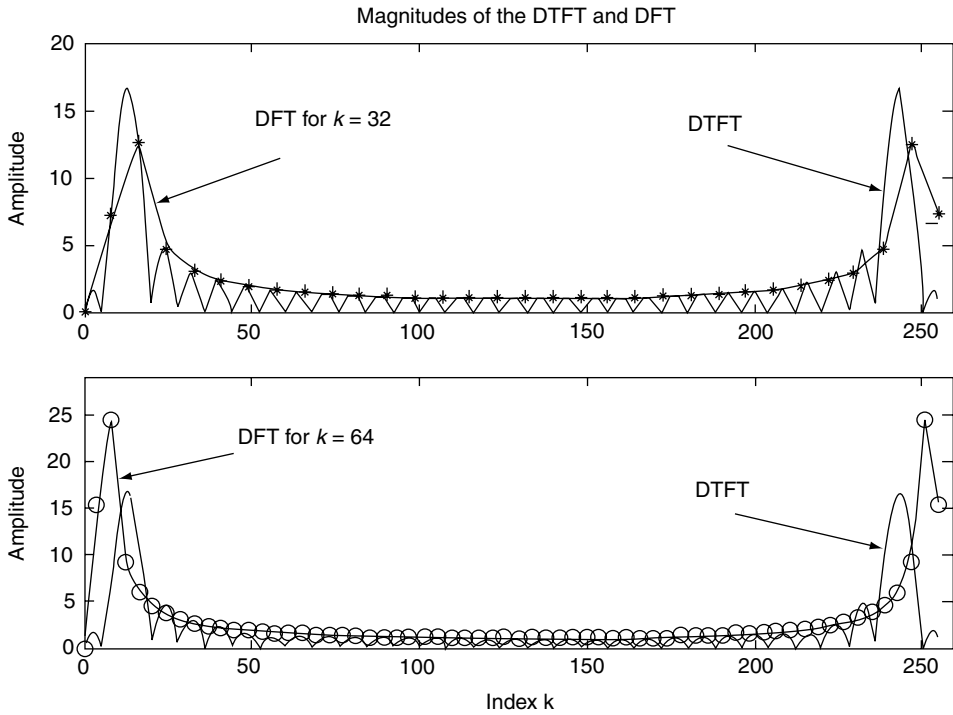 Magnitudes of the DTFT and DFT
20
15
10
5
0
Amplitude
DFT for k = 32
DTFT
0 50 100 150 200 250
25
20
15
10
5
0
Amplitude
DFT for k = 64
DTFT
0 50 100 150 200 250
Index k